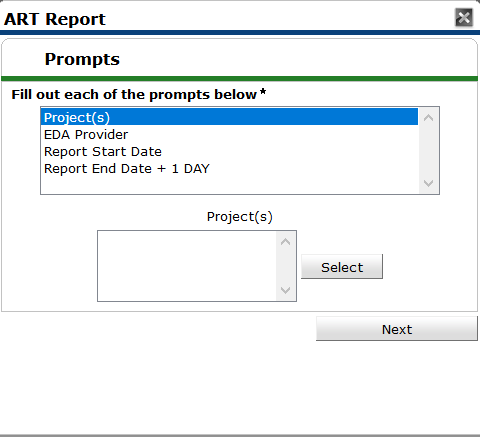 ART Report
Prompts
Fill out each of the prompts below*
Project(s)
EDA Provider
Report Start Date
Report End Date + 1 DAY
Project(s)
Select
Next